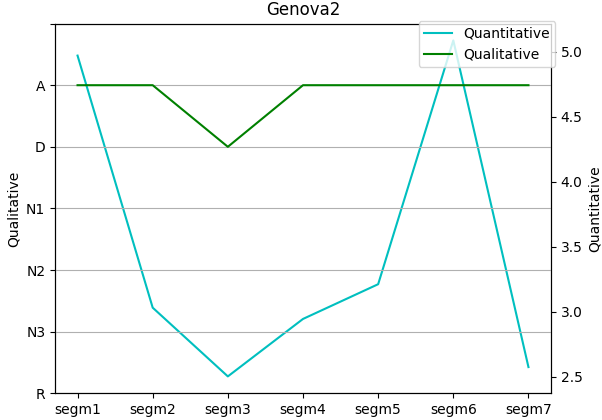 Genova2
Quantitative
Qualitative
A
D
N1
N2
N3
R
Qualitative
5.0
4.5
4.0
3.5
3.0
2.5
Quantitative
segm1 segm2 segm3 segm4 segm5 segm6 segm7